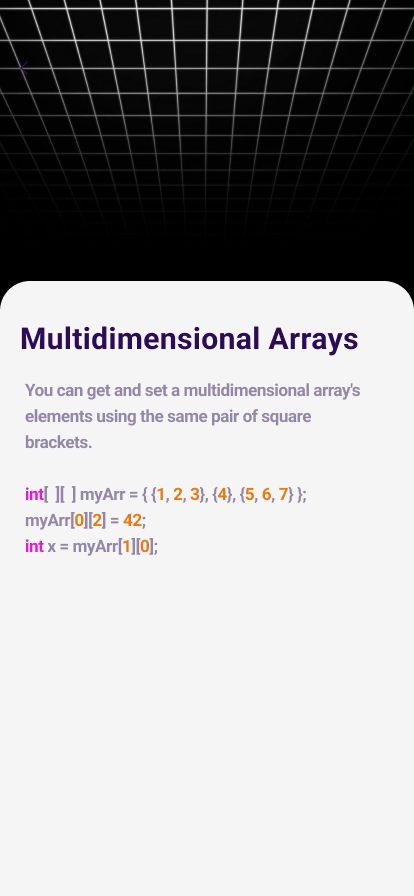 Multidimensional Arrays
You can get and set a multidimensional array's
elements using the same pair of square
brackets.
int[  ][  ] myArr = { {1, 2, 3}, {4}, {5, 6, 7} };
myArr[0][2] = 42;
int x = myArr[1][0];